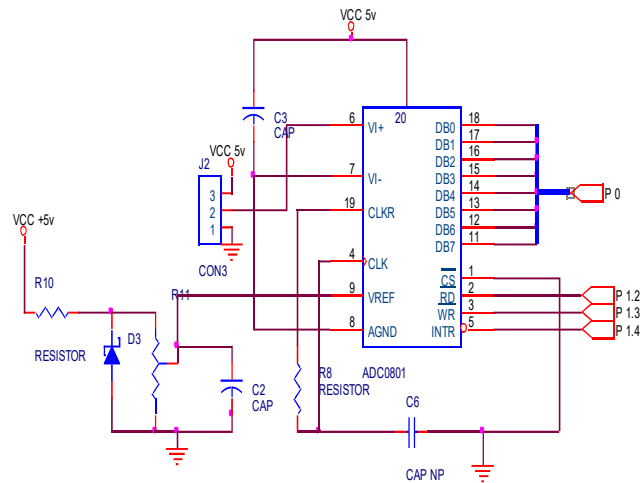 VCC 5v
20
C3
CAP
6
VI+
DB0
18
DB1
17
DB2
16
VCC 5v
J2
7
VI-
DB3
15
3
DB4
14
2
19
CLKR
DB5
13
1
DB6
12
DB7
11
VCC +5v
CON3
4
CLK
CS
1
P 0
R10
R11
9
VREF
RD
2
P 1.2
WR
3
P 1.3
RESISTOR
D3
8
AGND
INTR
5
P 1.4
R8
RESISTOR
ADC0801
C2
CAP
C6
CAP NP